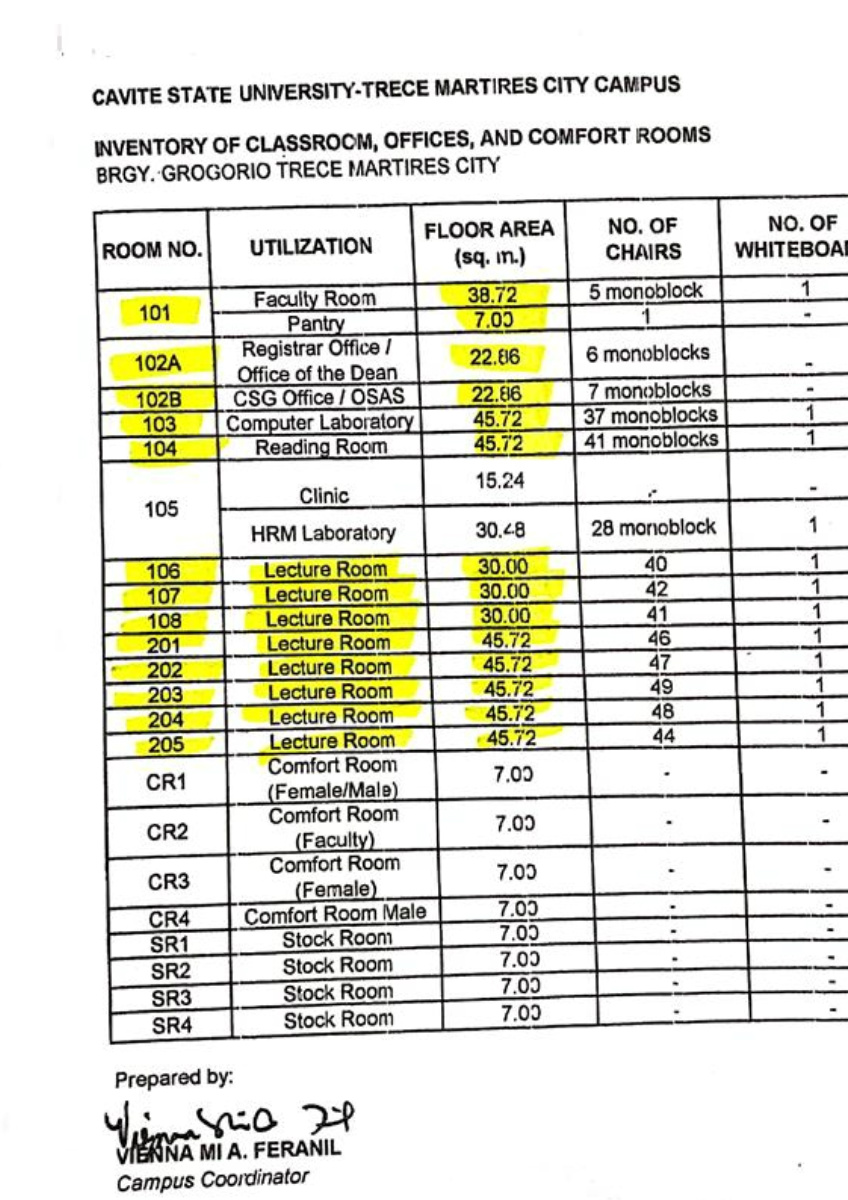 CAVITE STATE UNIVERSITY-TRECE MARTIRES CITY CAMPUS
INVENTORY OF CLASSROOM, OFFICES, AND COMFORT ROOMS
BRGY. GROGORIO TRECE MARTIRES CITY
ROOM NO. UTILIZATION FLOOR AREA (sq. m.) NO. OF CHAIRS NO. OF WHITEBOA
101 Faculty Room 38.72 5 monoblock 1
Pantry 7.00 1 -
102A Registrar Office / Office of the Dean 22.86 6 monoblocks -
102B CSG Office / OSAS 22.86 7 monoblocks -
103 Computer Laboratory 45.72 37 monoblocks 1
104 Reading Room 45.72 41 monoblocks 1
105 Clinic 15.24 - -
HRM Laboratory 30.48 28 monoblock 1
106 Lecture Room 30.00 40 1
107 Lecture Room 30.00 42 1
108 Lecture Room 30.00 41 1
201 Lecture Room 45.72 46 1
202 Lecture Room 45.72 47 1
203 Lecture Room 45.72 49 1
204 Lecture Room 45.72 48 1
205 Lecture Room 45.72 44 1
CR1 Comfort Room (Female/Male) 7.00 - -
CR2 Comfort Room (Faculty) 7.00 - -
CR3 Comfort Room (Female) 7.00 - -
CR4 Comfort Room Male 7.00 - -
SR1 Stock Room 7.00 - -
SR2 Stock Room 7.00 - -
SR3 Stock Room 7.00 - -
SR4 Stock Room 7.00 - -
Prepared by:
VIENNA MI A. FERANIL
Campus Coordinator